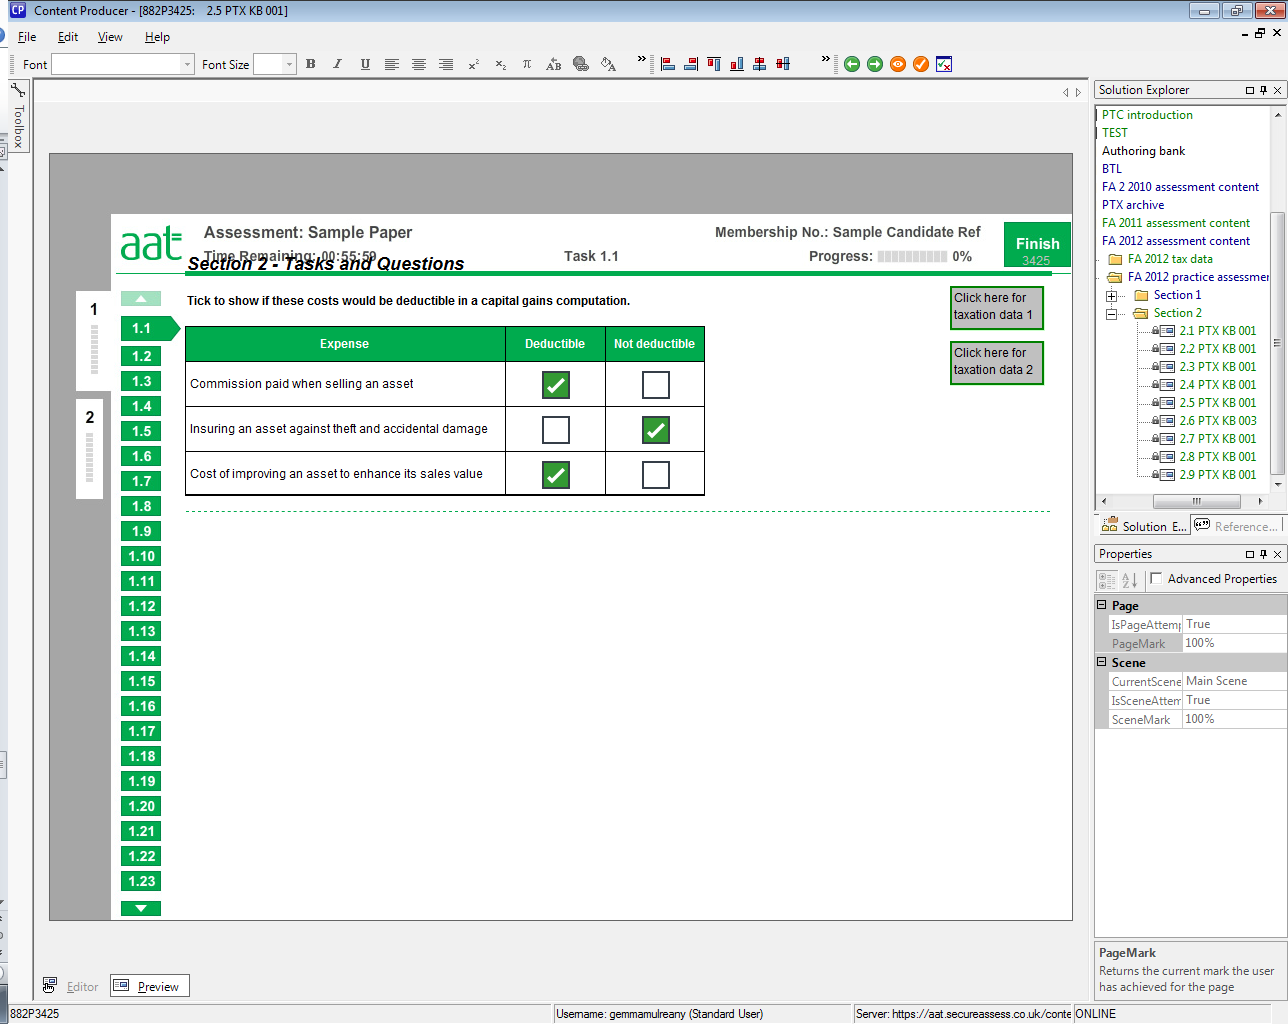 Content Producer - [882P3425: 2.5 PTX KB 001]
File Edit View Help
Font Font Size B I U
Toolbox
aat
Assessment: Sample Paper
Membership No.: Sample Candidate Ref
Finish
3425
Time Remaining: 00:55:59
Task 1.1
Progress: 0%
Section 2 - Tasks and Questions
1
2
1.1
1.2
1.3
1.4
1.5
1.6
1.7
1.8
1.9
1.10
1.11
1.12
1.13
1.14
1.15
1.16
1.17
1.18
1.19
1.20
1.21
1.22
1.23
Tick to show if these costs would be deductible in a capital gains computation.
Expense Deductible Not deductible
Commission paid when selling an asset
Insuring an asset against theft and accidental damage
Cost of improving an asset to enhance its sales value
Click here for
taxation data 1
Click here for
taxation data 2
Solution Explorer
PTC introduction
TEST
Authoring bank
BTL
FA 2 2010 assessment content
PTX archive
FA 2011 assessment content
FA 2012 assessment content
FA 2012 tax data
FA 2012 practice assessmer
Section 1
Section 2
2.1 PTX KB 001
2.2 PTX KB 001
2.3 PTX KB 001
2.4 PTX KB 001
2.5 PTX KB 001
2.6 PTX KB 003
2.7 PTX KB 001
2.8 PTX KB 001
2.9 PTX KB 001
Solution E... Reference...
Properties
Advanced Properties
Page
IsPageAttemp True
PageMark 100%
Scene
CurrentScene Main Scene
IsSceneAttem True
SceneMark 100%
PageMark
Returns the current mark the user
has achieved for the page
Editor Preview
882P3425
Username: gemmamulreany (Standard User)
Server: https://aat.secureassess.co.uk/conte
ONLINE